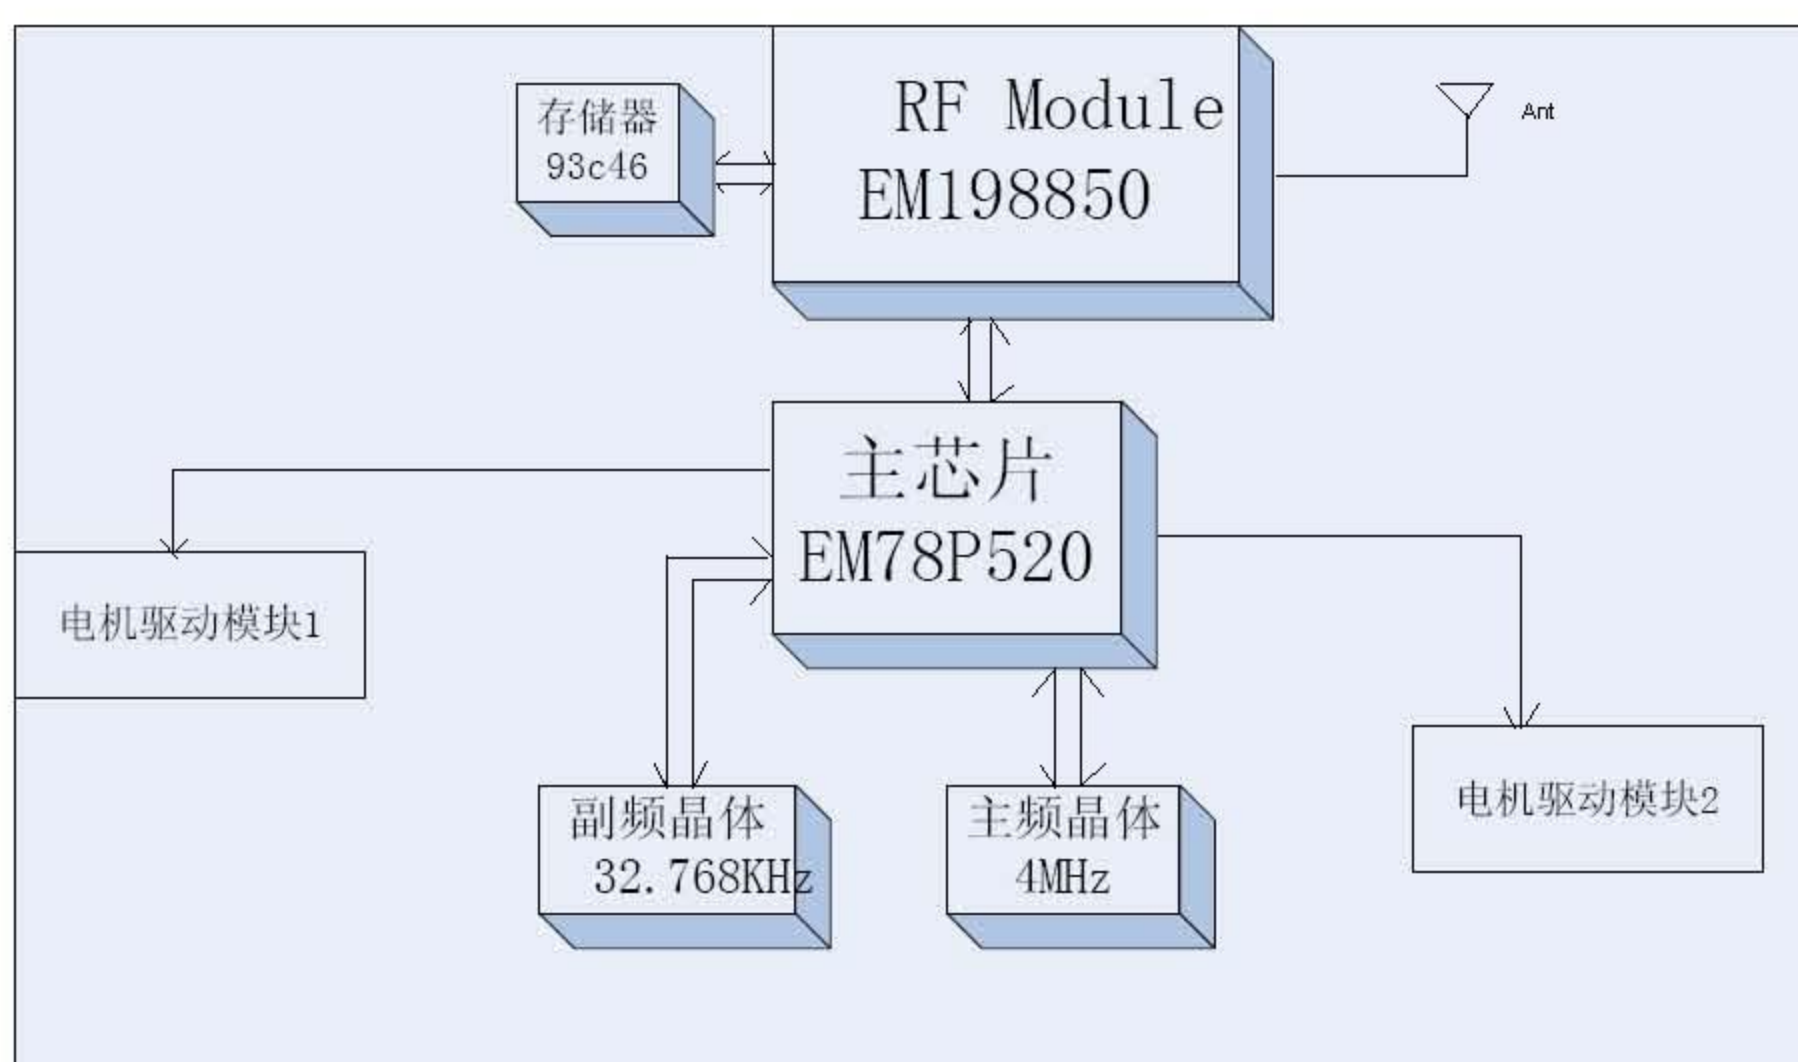 存储器
93c46
RF Module
EM198850
Ant
主芯片
EM78P520
电机驱动模块1
副频晶体
32.768KHz
主频晶体
4MHz
电机驱动模块2